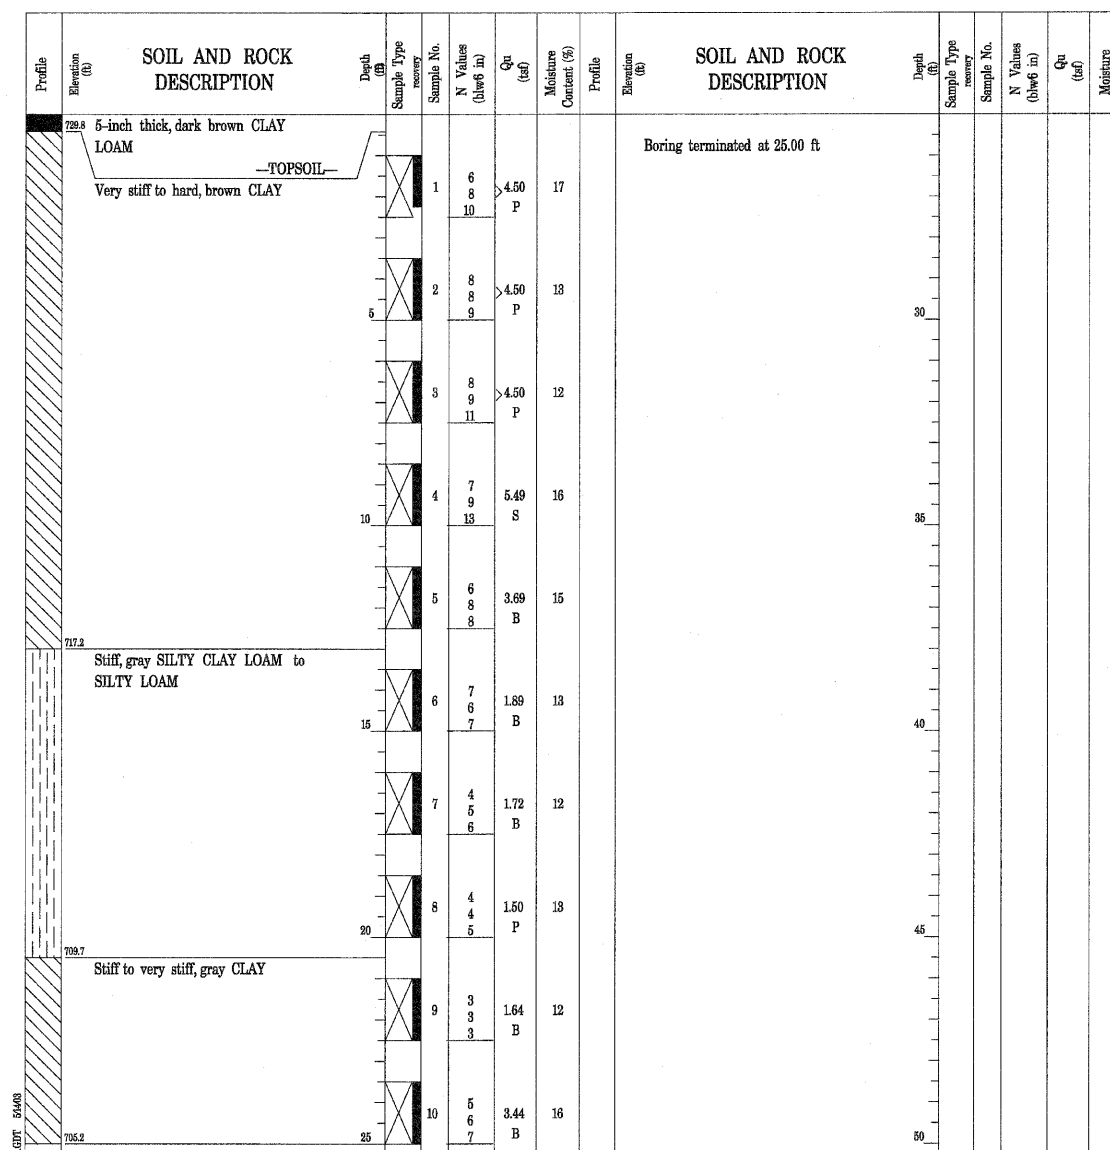 Profile
Elevation
(ft)
SOIL AND ROCK
DESCRIPTION
Depth
(ft)
Sample Type
recovery
Sample No.
N Values
(blw/6 in)
Qu
(tsf)
Moisture
Content (%)
Profile
Elevation
(ft)
SOIL AND ROCK
DESCRIPTION
Depth
(ft)
Sample Type
recovery
Sample No.
N Values
(blw/6 in)
Qu
(tsf)
Moisture
729.8 5-inch thick, dark brown CLAY
LOAM
—TOPSOIL—
Very stiff to hard, brown CLAY
Boring terminated at 25.00 ft
1
6
8
10
>4.50
P
17
2
8
8
9
>4.50
P
13
5
30
3
8
9
11
>4.50
P
12
4
7
9
13
5.49
S
16
10
35
5
6
8
8
3.69
B
15
717.2
Stiff, gray SILTY CLAY LOAM to
SILTY LOAM
6
7
6
7
1.89
B
13
15
40
7
4
5
6
1.72
B
12
8
4
4
5
1.50
P
13
20
45
709.7
Stiff to very stiff, gray CLAY
9
3
3
3
1.64
B
12
10
5
6
7
3.44
B
16
705.2
25
50
.GDT